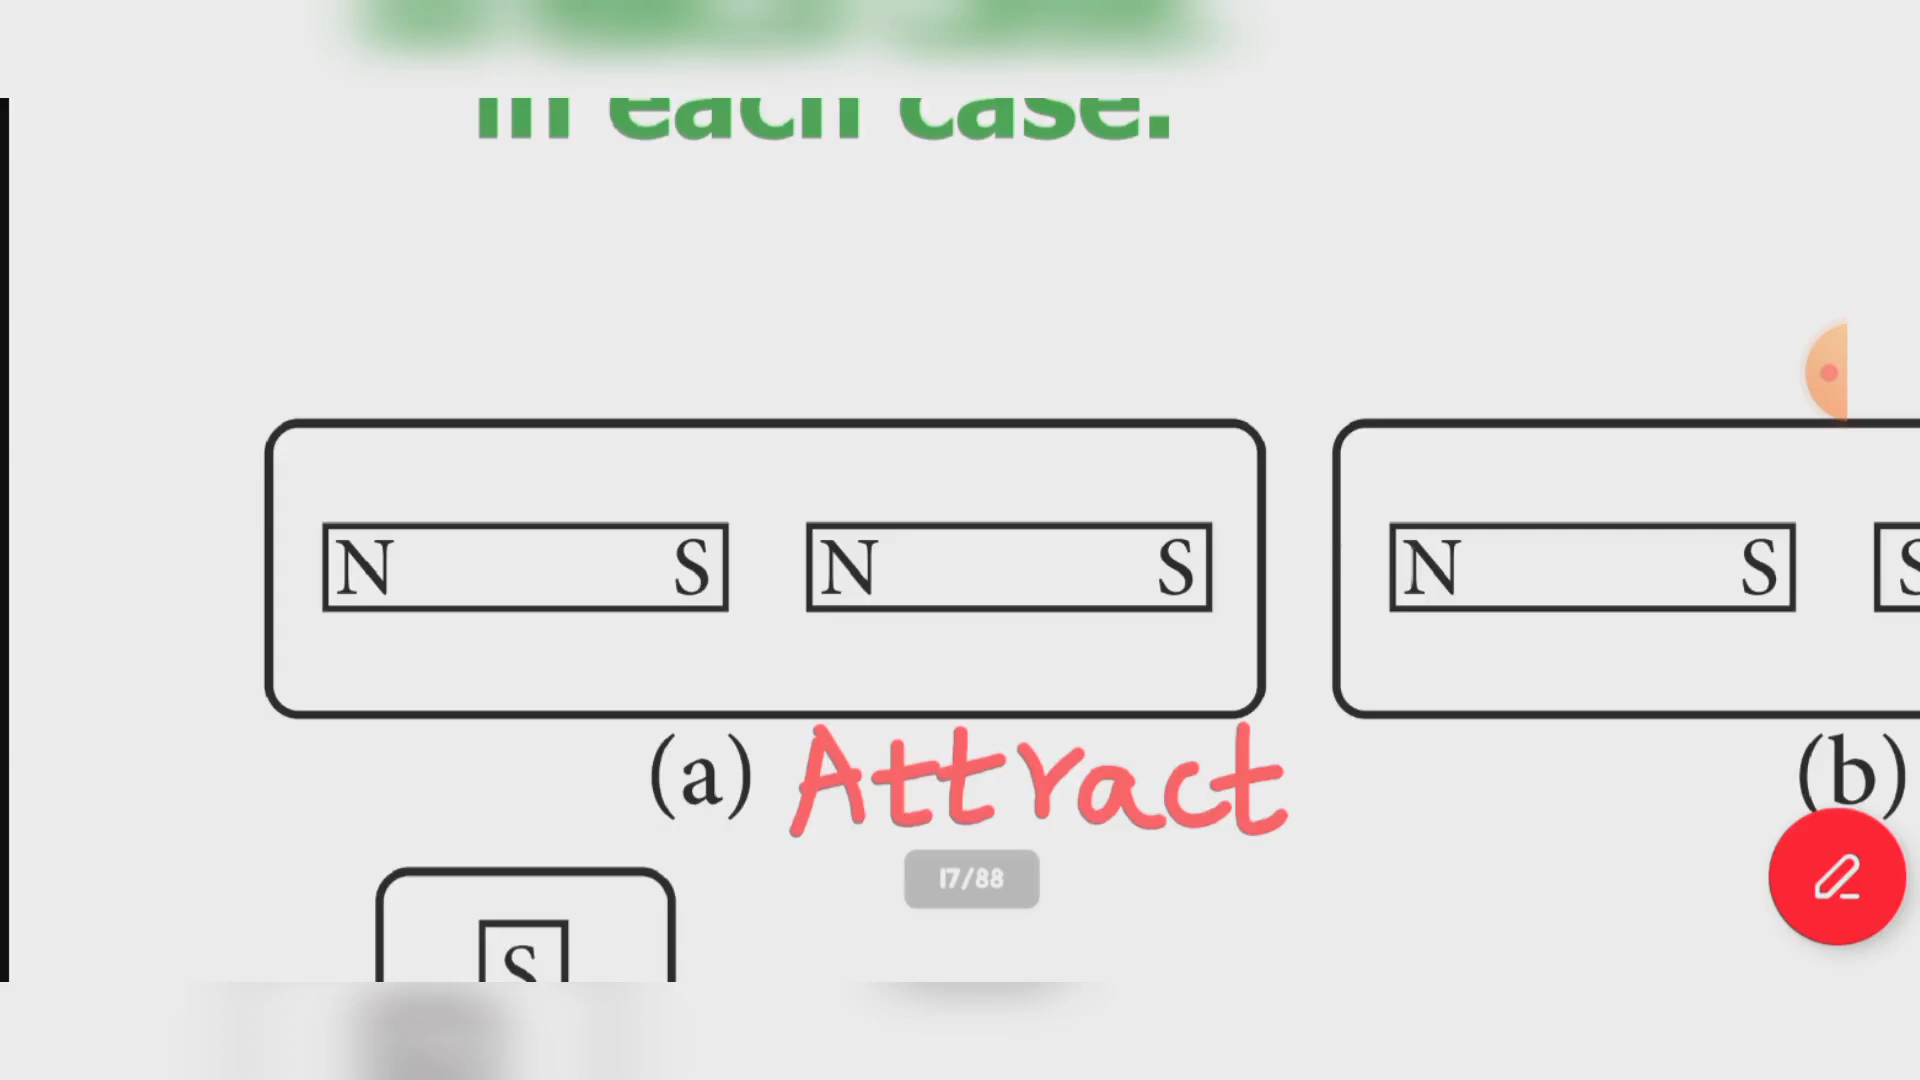 in each case.
N S N S N S S
(a) Attract (b)
17/88
S